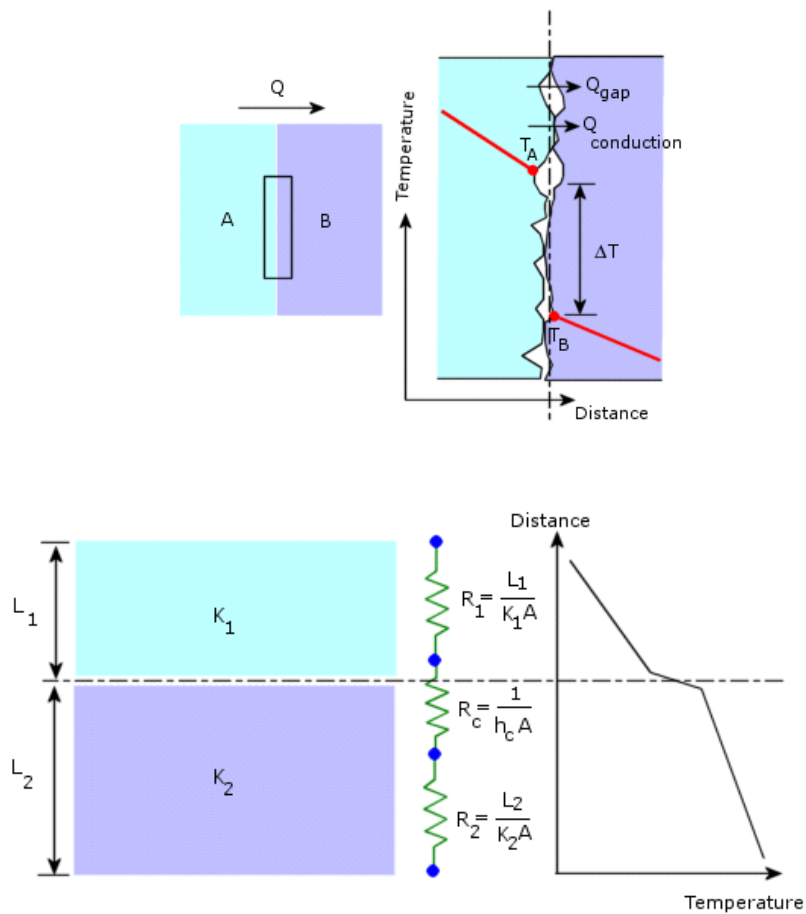 Q
A
B
Temperature
Q gap
Q conduction
T A
ΔT
T B
Distance
Distance
L 1
K 1
R 1 = L 1 / K 1 A
R c = 1 / h c A
L 2
K 2
R 2 = L 2 / K 2 A
Temperature